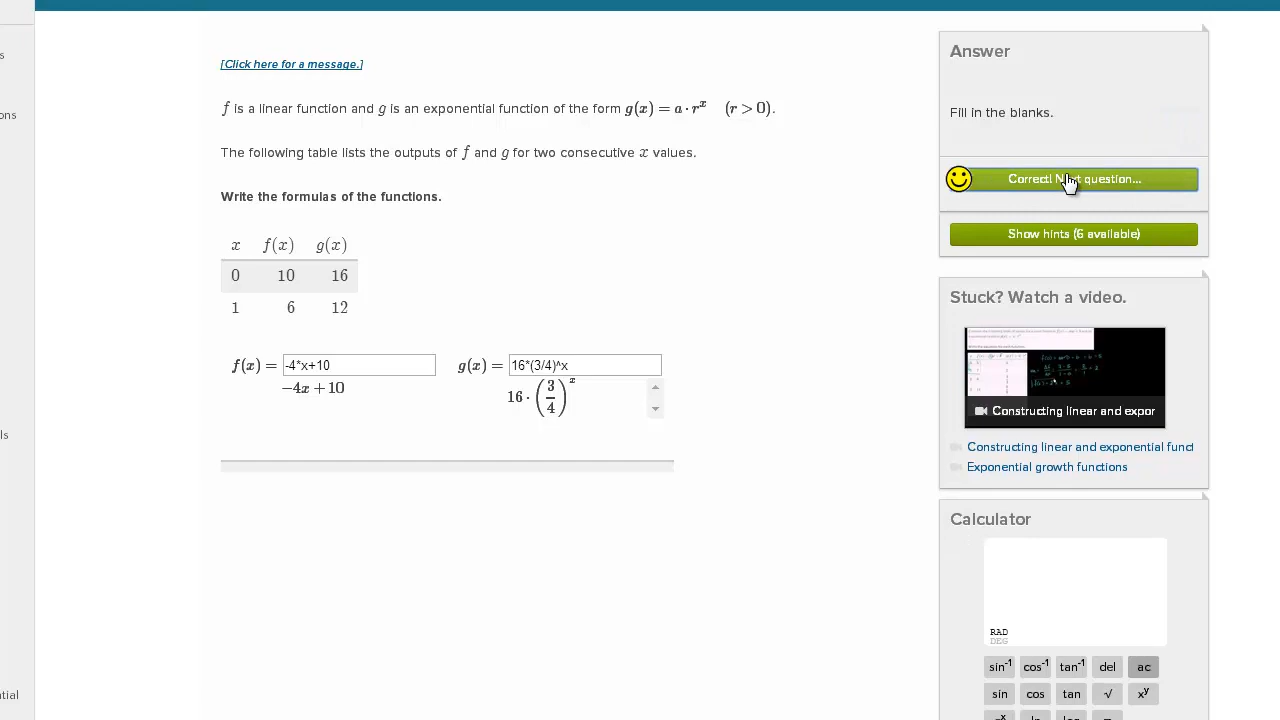 s
ons
ls
ntial
[Click here for a message.]
f is a linear function and g is an exponential function of the form g(x) = a · r^x (r > 0).
The following table lists the outputs of f and g for two consecutive x values.
Write the formulas of the functions.
x f(x) g(x)
0 10 16
1 6 12
f(x) = -4*x+10 g(x) = 16*(3/4)^x
−4x + 10 16 · (3/4)^x
Answer
Fill in the blanks.
Correct! Next question...
Show hints (6 available)
Stuck? Watch a video.
Constructing linear and expor
Constructing linear and exponential funct
Exponential growth functions
Calculator
RAD
DEG
sin⁻¹ cos⁻¹ tan⁻¹ del ac
sin cos tan √ x^y